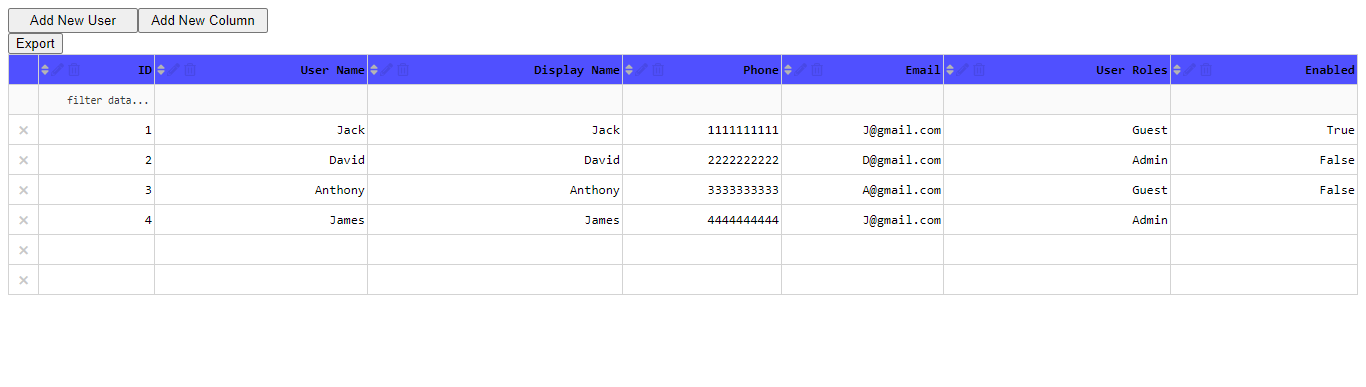 Add New User Add New Column
Export
ID User Name Display Name Phone Email User Roles Enabled
filter data...
1 Jack Jack 1111111111 J@gmail.com Guest True
2 David David 2222222222 D@gmail.com Admin False
3 Anthony Anthony 3333333333 A@gmail.com Guest False
4 James James 4444444444 J@gmail.com Admin